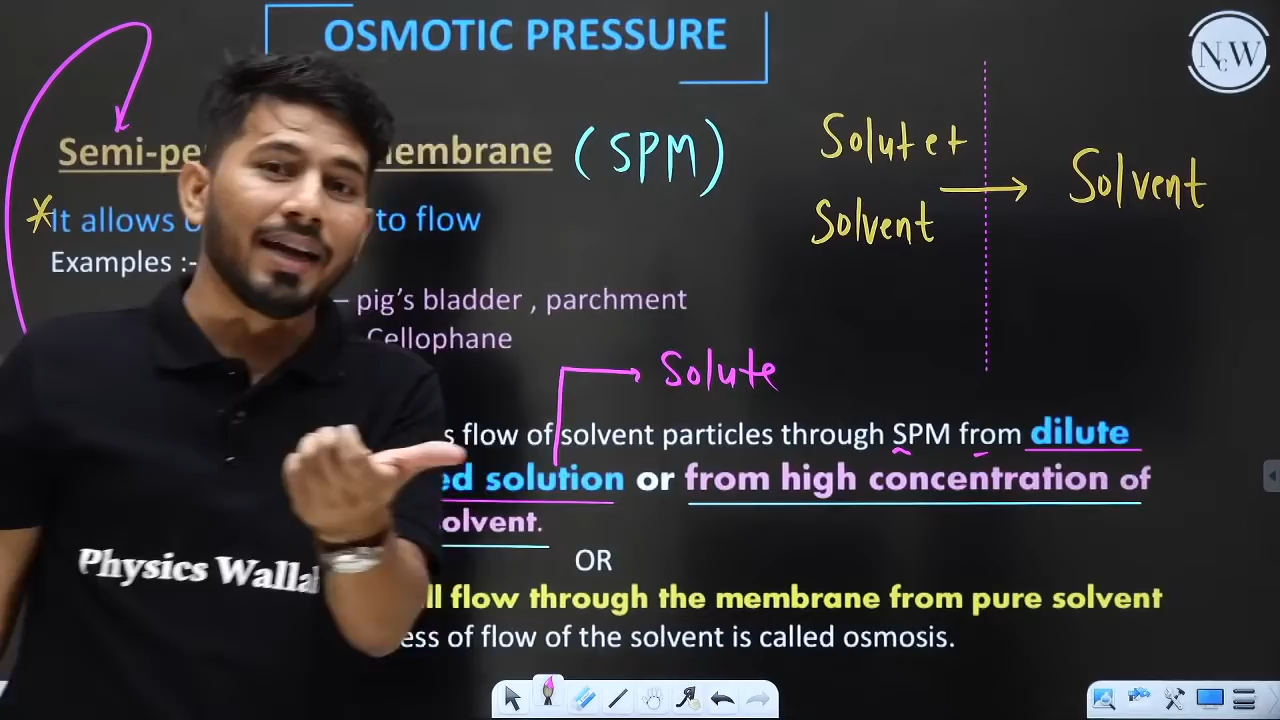 OSMOTIC PRESSURE
NCW
Semi-pe embrane (SPM)
*It allows to flow
Examples :-
– pig's bladder , parchment
Cellophane
Solute+
Solvent → Solvent
Solute
s flow of solvent particles through SPM from dilute
ed solution or from high concentration of
olvent.
OR
ll flow through the membrane from pure solvent
ess of flow of the solvent is called osmosis.
Physics Walla